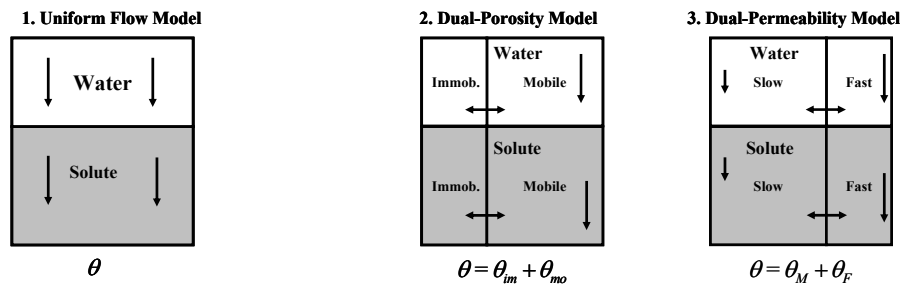 1. Uniform Flow Model
Water
Solute
θ
2. Dual-Porosity Model
Water
Immob. Mobile
Solute
Immob. Mobile
θ = θim + θmo
3. Dual-Permeability Model
Water
Slow Fast
Solute
Slow Fast
θ = θM + θF